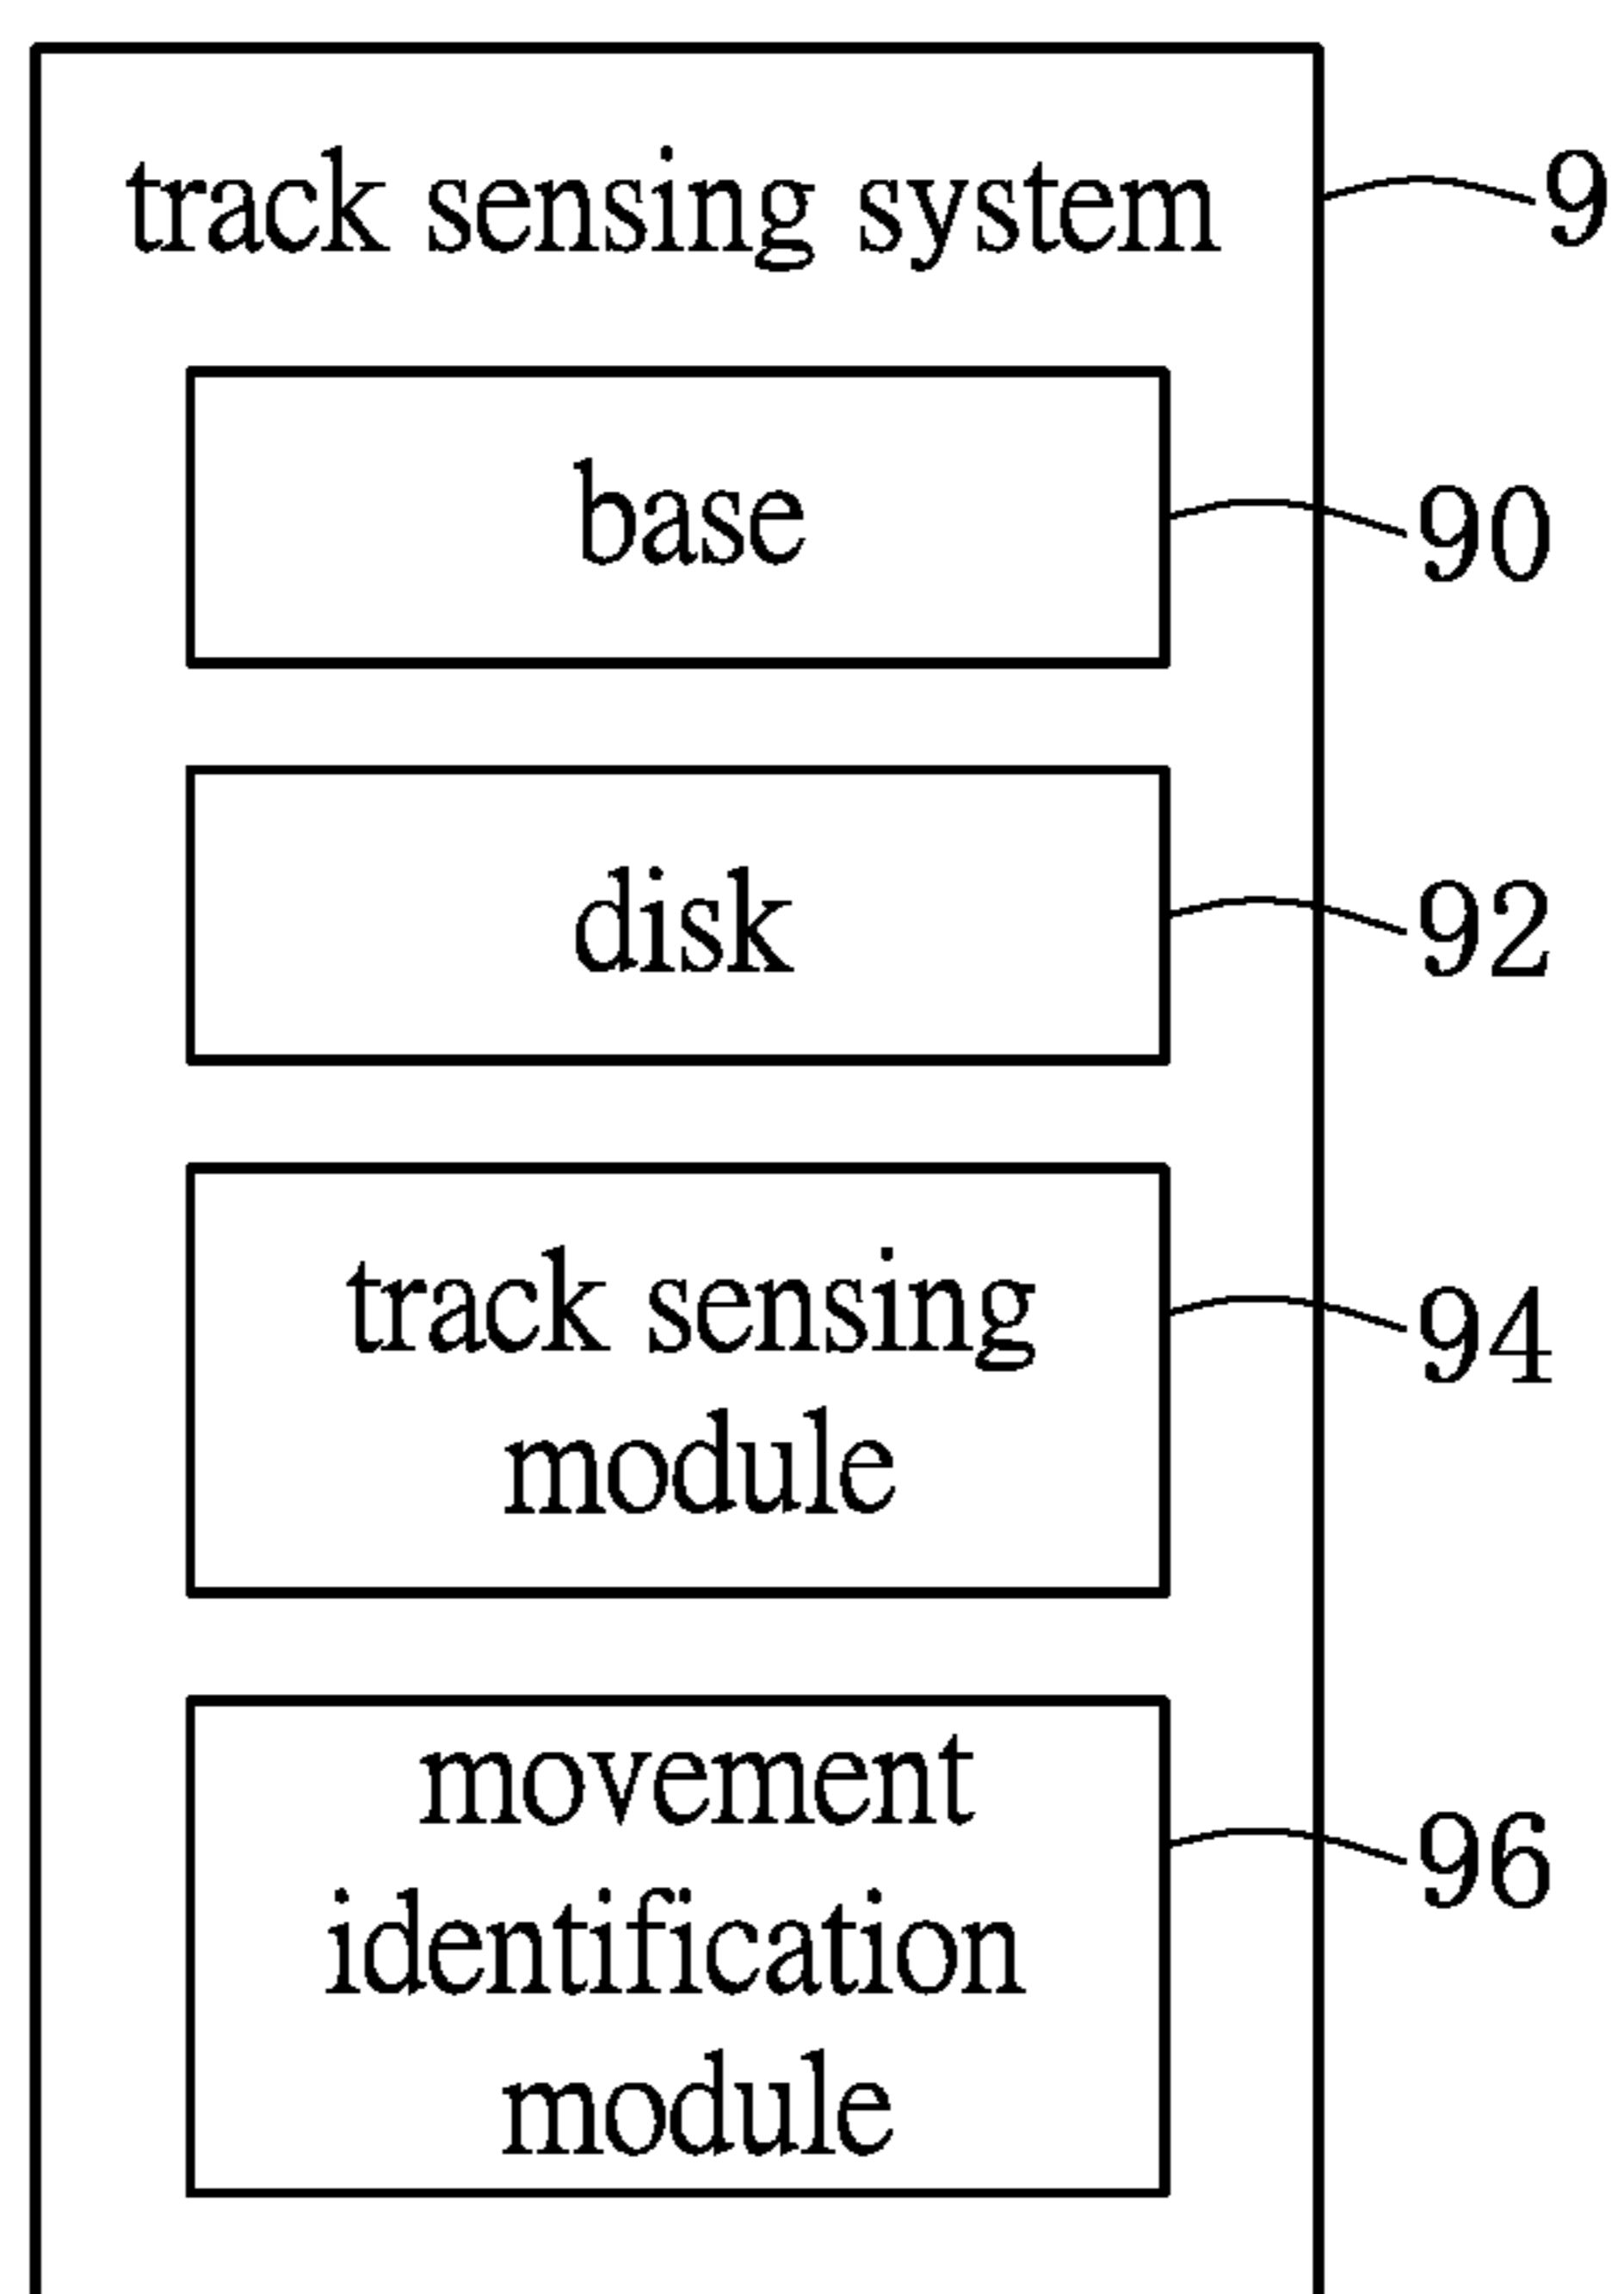 track sensing system 9
base 90
disk 92
track sensing 94
module
movement
identification 96
module